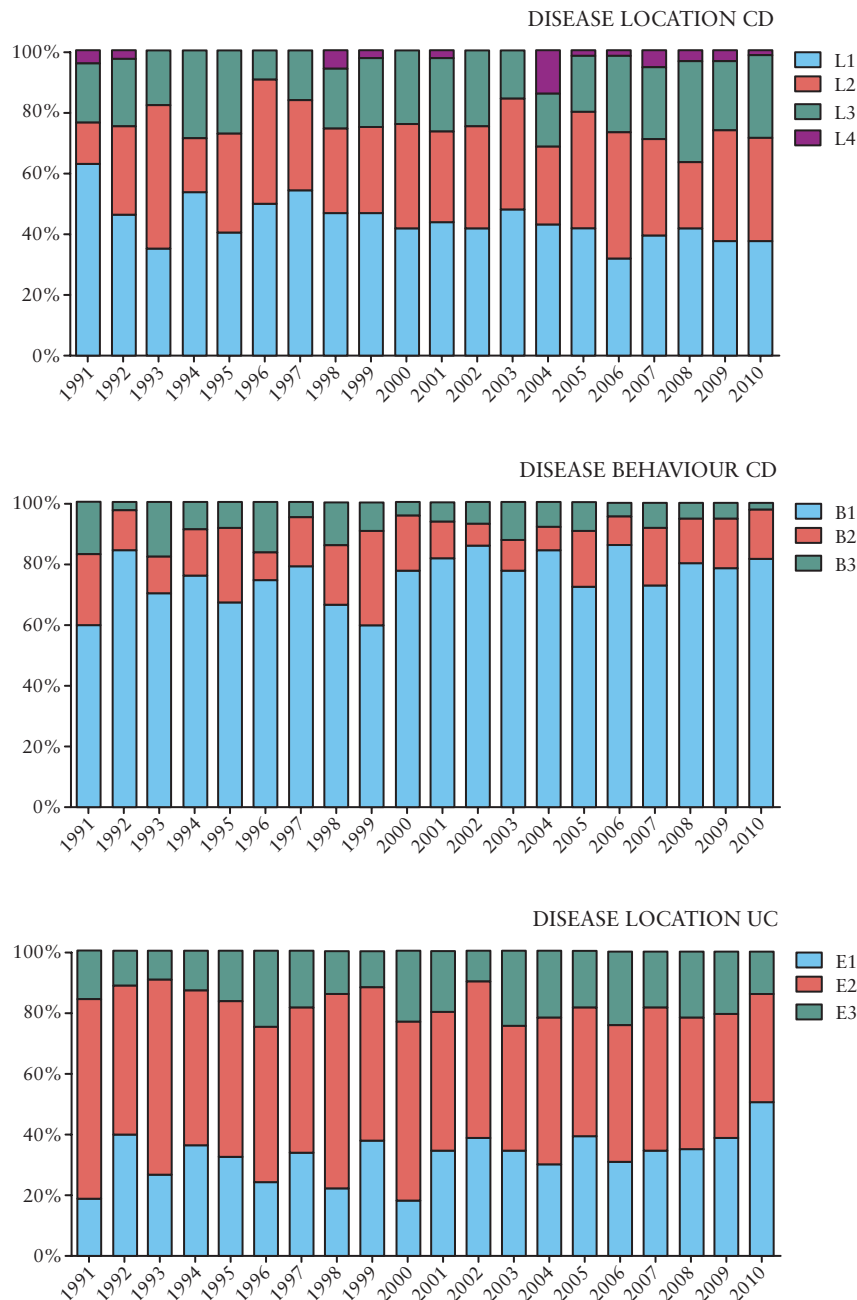 DISEASE LOCATION CD
100%
80%
60%
40%
20%
0%
L1
L2
L3
L4
1991 1992 1993 1994 1995 1996 1997 1998 1999 2000 2001 2002 2003 2004 2005 2006 2007 2008 2009 2010
DISEASE BEHAVIOUR CD
100%
80%
60%
40%
20%
0%
B1
B2
B3
1991 1992 1993 1994 1995 1996 1997 1998 1999 2000 2001 2002 2003 2004 2005 2006 2007 2008 2009 2010
DISEASE LOCATION UC
100%
80%
60%
40%
20%
0%
E1
E2
E3
1991 1992 1993 1994 1995 1996 1997 1998 1999 2000 2001 2002 2003 2004 2005 2006 2007 2008 2009 2010